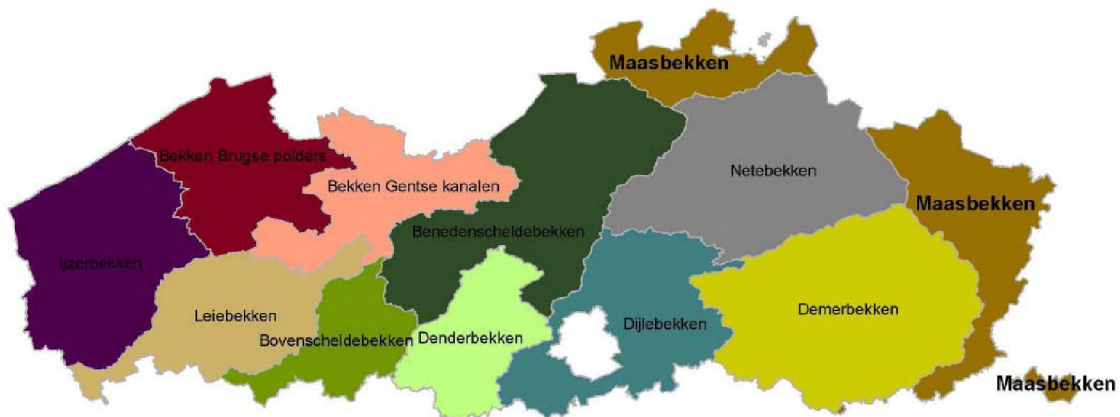 Maasbekken
Bekken Brugse polders
Bekken Gentse kanalen
Netebekken
Maasbekken
Benedenscheldebekken
Ijzerbekken
Leiebekken
Bovenscheldebekken
Denderbekken
Dijlebekken
Demerbekken
Maasbekken